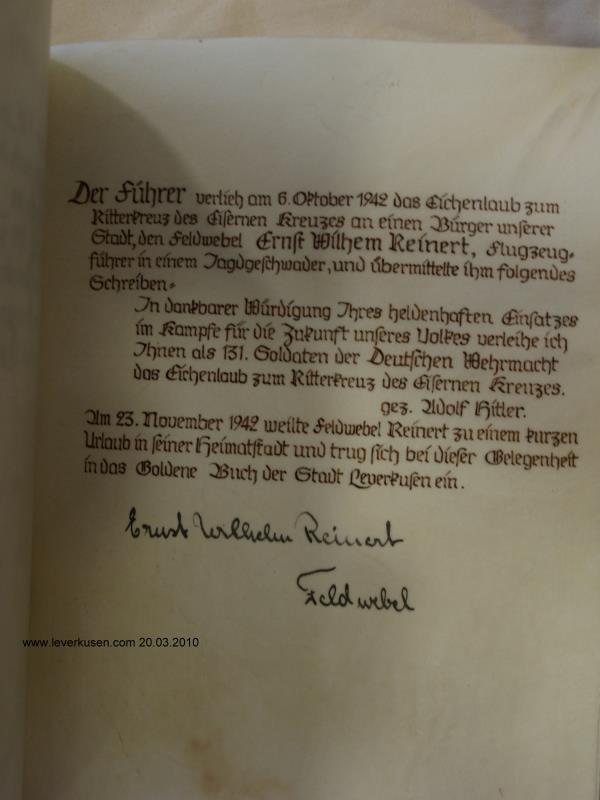 Der Führer verlieh am 6. Oktober 1942 das Eichenlaub zum
Ritterkreuz des Eisernen Kreuzes an einen Bürger unserer
Stadt, den Feldwebel Ernst Wilhem Reinert, Flugzeug-
führer in einem Jagdgeschwader, und übermittelte ihm folgendes
Schreiben-
In dankbarer Würdigung Ihres heldenhaften Einsatzes
im Kampfe für die Zukunft unseres Volkes verleihe ich
Ihnen als 131. Soldaten der Deutschen Wehrmacht
das Eichenlaub zum Ritterkreuz des Eisernen Kreuzes.
gez. Adolf Hitler.
Am 23. November 1942 weilte Feldwebel Reinert zu einem kurzen
Urlaub in seiner Heimatstadt und trug sich bei dieser Gelegenheit
in das Goldene Buch der Stadt Leverkusen ein.
Ernst Wilhelm Reinert
Feldwebel
www.leverkusen.com 20.03.2010